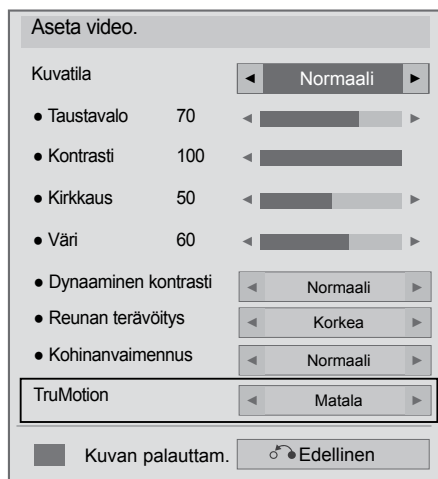 Aseta video.
Kuvatila ◄ Normaali ►
● Taustavalo 70 ◄ ►
● Kontrasti 100 ◄
● Kirkkaus 50 ◄ ►
● Väri 60 ◄ ►
● Dynaaminen kontrasti ◄ Normaali ►
● Reunan terävöitys ◄ Korkea ►
● Kohinanvaimennus ◄ Normaali ►
TruMotion ◄ Matala ►
Kuvan palauttam. Edellinen